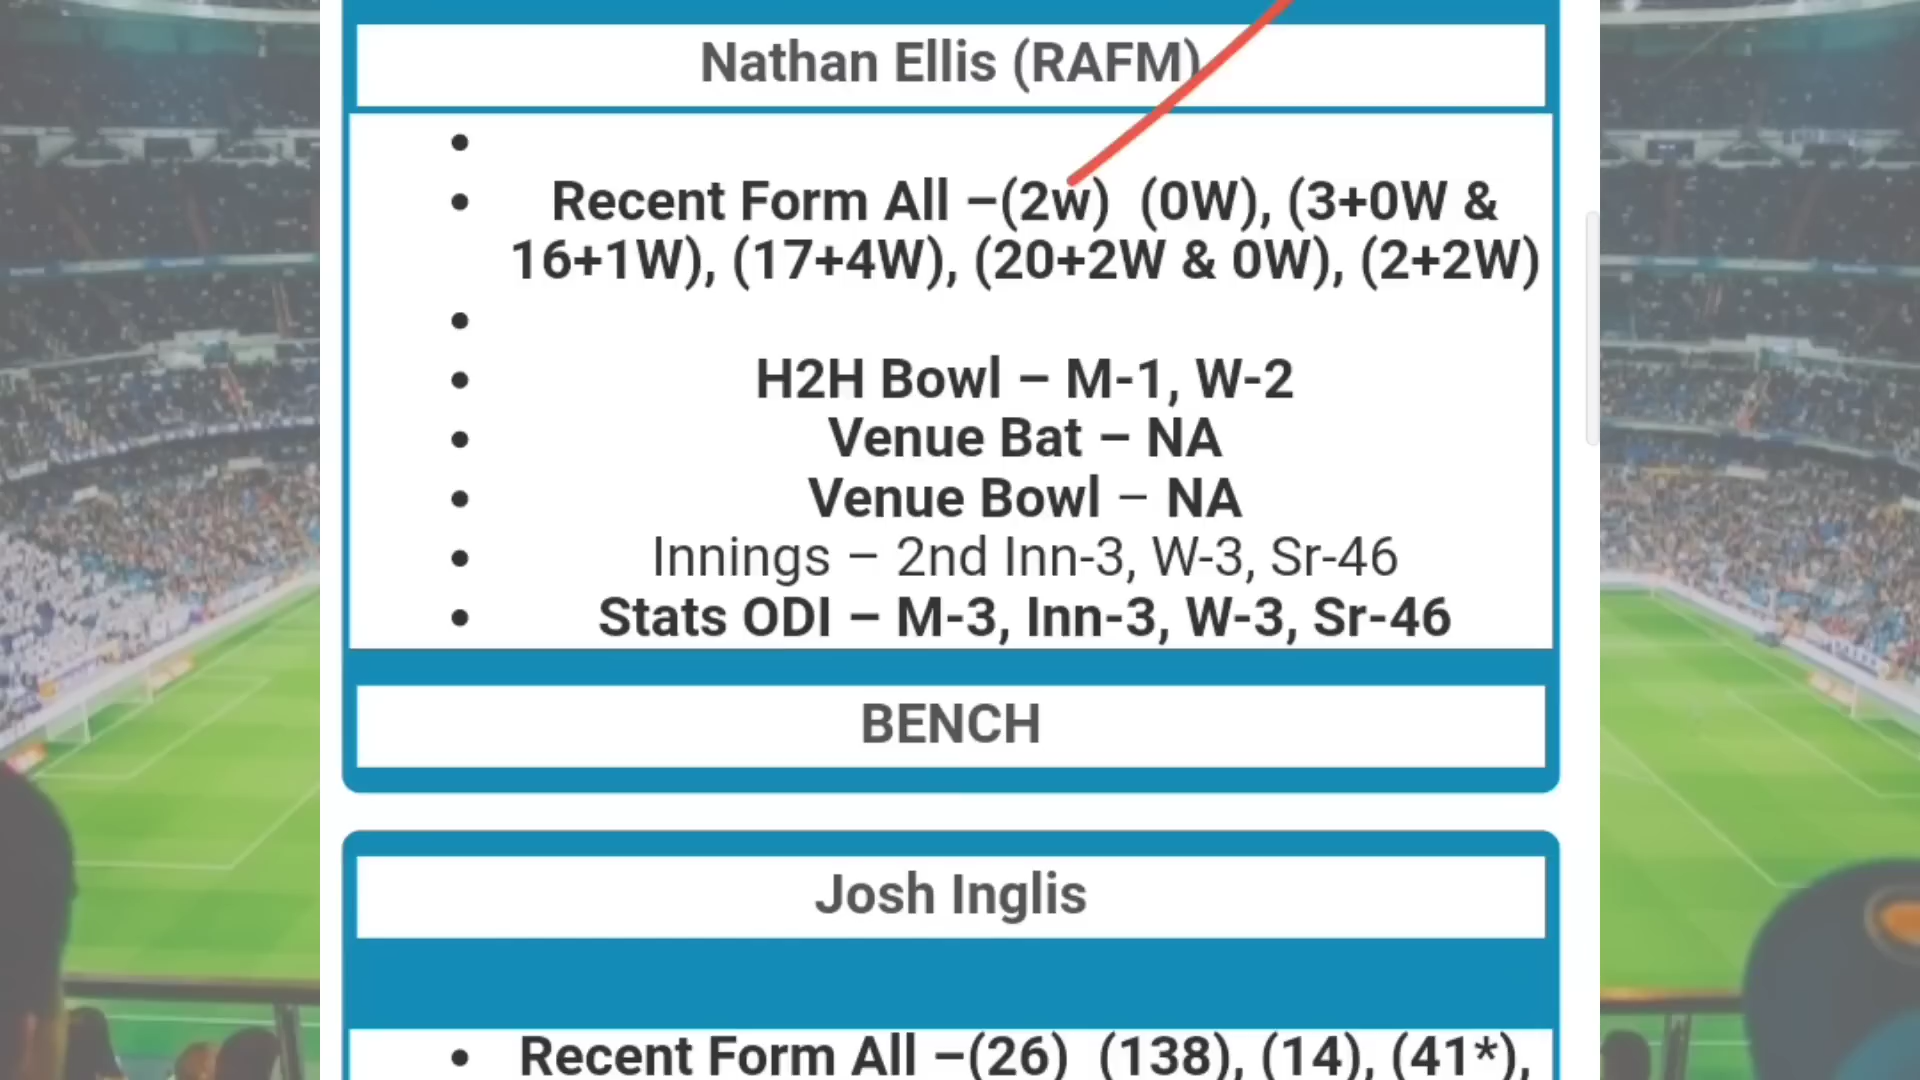 Nathan Ellis (RAFM)
Recent Form All –(2w) (0W), (3+0W &
16+1W), (17+4W), (20+2W & 0W), (2+2W)
H2H Bowl – M-1, W-2
Venue Bat – NA
Venue Bowl – NA
Innings – 2nd Inn-3, W-3, Sr-46
Stats ODI – M-3, Inn-3, W-3, Sr-46
BENCH
Josh Inglis
Recent Form All –(26) (138), (14), (41*),